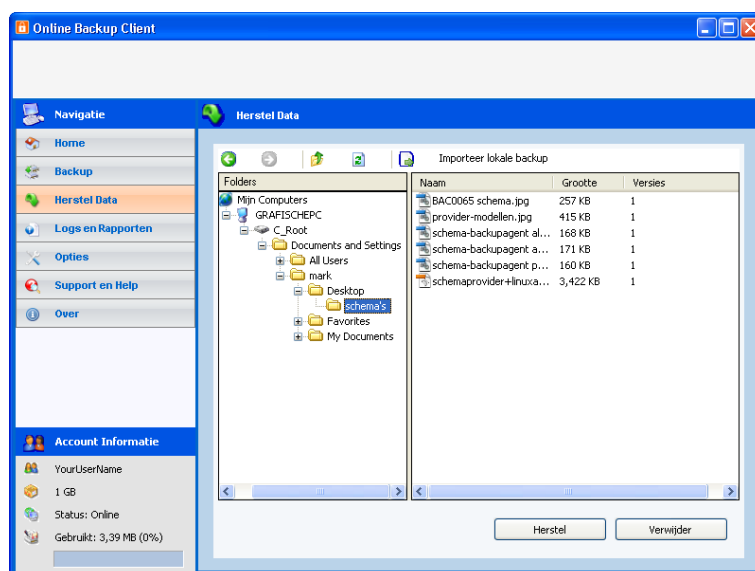 Online Backup Client
Navigatie
Home
Backup
Herstel Data
Logs en Rapporten
Opties
Support en Help
Over
Account Informatie
YourUserName
1 GB
Status: Online
Gebruikt: 3,39 MB (0%)
Herstel Data
Importeer lokale backup
Folders
Mijn Computers
GRAFISCHEPC
C_Root
Documents and Settings
All Users
mark
Desktop
schema's
Favorites
My Documents
Naam Grootte Versies
BAC0065 schema.jpg 257 KB 1
provider-modellen.jpg 415 KB 1
schema-backupagent al... 168 KB 1
schema-backupagent a... 171 KB 1
schema-backupagent p... 160 KB 1
schemaprovider+linuxa... 3,422 KB 1
Herstel Verwijder